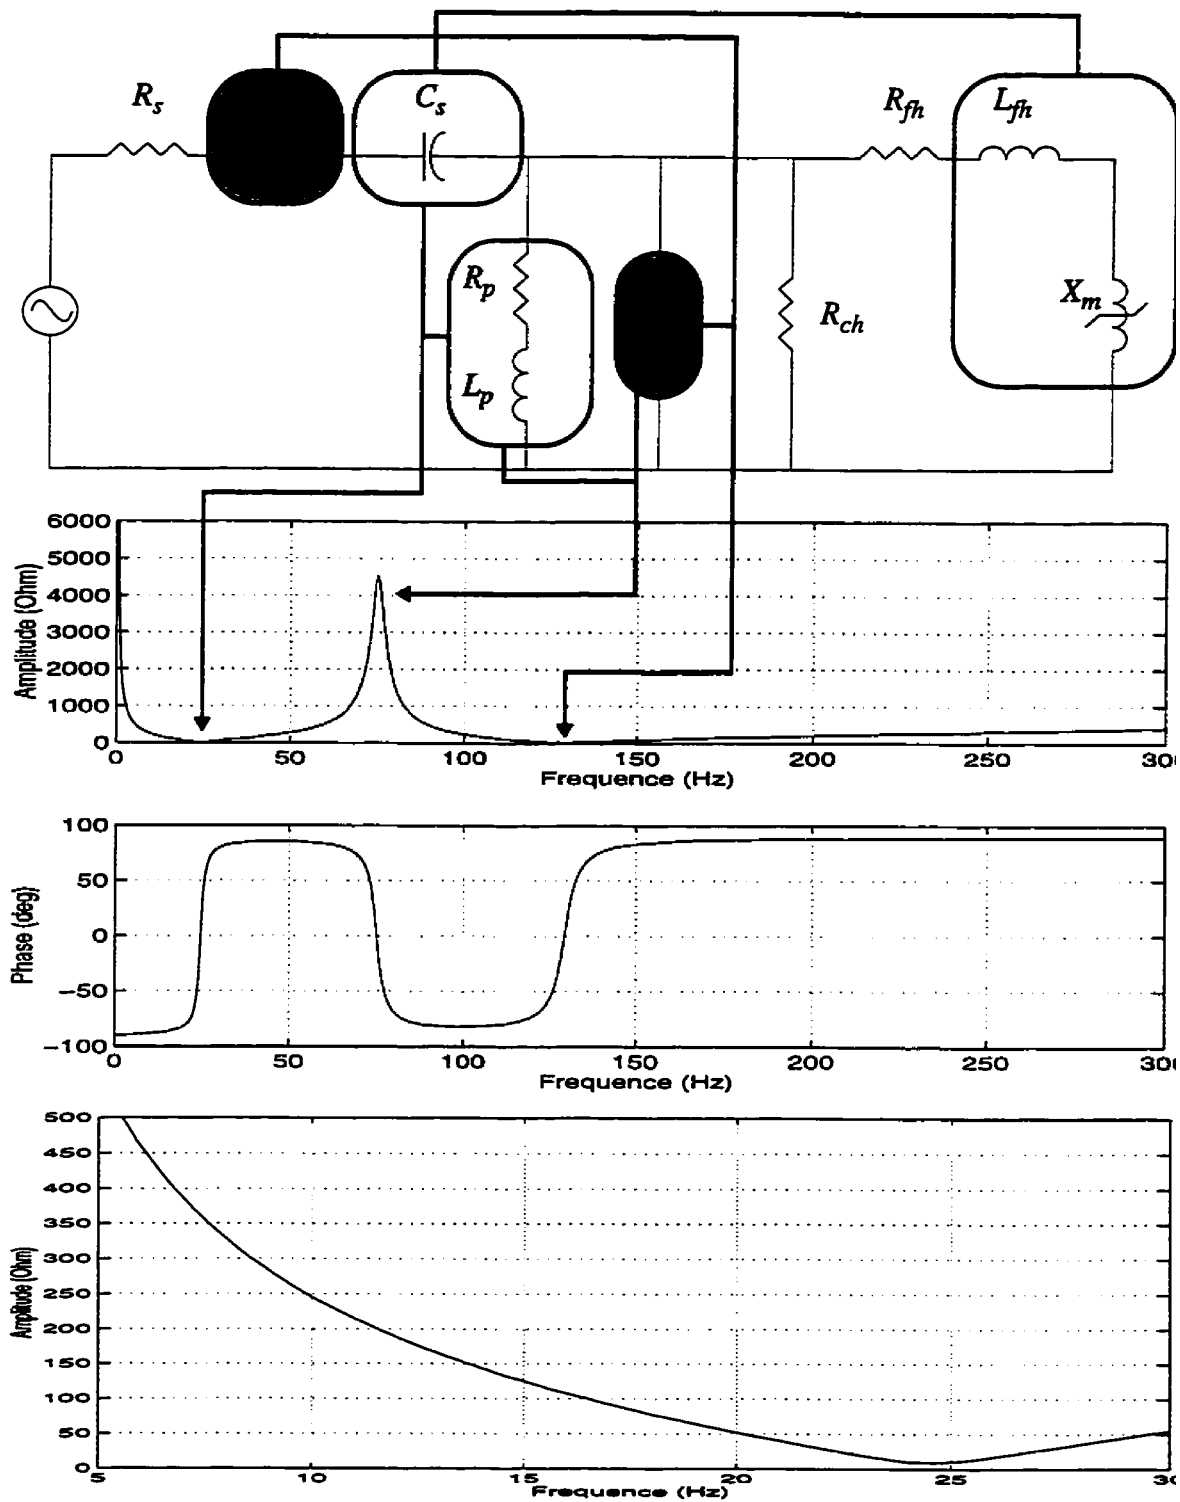 R_s
C_s
R_fh
L_fh
R_p
L_p
R_ch
X_m
6000
5000
4000
3000
2000
1000
0
Amplitude (Ohm)
0 50 100 150 200 250 30
Frequence (Hz)
100
50
0
−50
−100
Phase (deg)
0 50 100 150 200 250 30
Frequence (Hz)
500
450
400
350
300
250
200
150
100
50
0
Amplitude (Ohm)
5 10 15 20 25 30
Frequence (Hz)